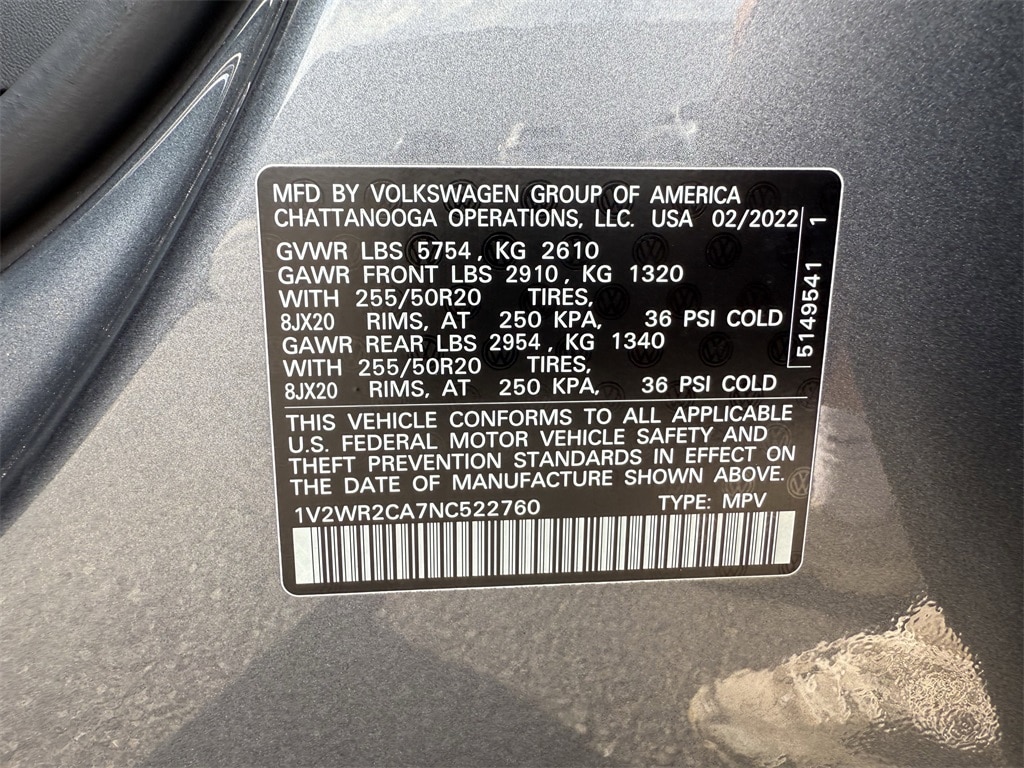 MFD BY VOLKSWAGEN GROUP OF AMERICA
CHATTANOOGA OPERATIONS, LLC. USA 02/2022
GVWR LBS 5754, KG 2610
GAWR FRONT LBS 2910, KG 1320
WITH 255/50R20 TIRES,
8JX20 RIMS, AT 250 KPA, 36 PSI COLD
GAWR REAR LBS 2954, KG 1340
WITH 255/50R20 TIRES,
8JX20 RIMS, AT 250 KPA, 36 PSI COLD
5149541 1
THIS VEHICLE CONFORMS TO ALL APPLICABLE
U.S. FEDERAL MOTOR VEHICLE SAFETY AND
THEFT PREVENTION STANDARDS IN EFFECT ON
THE DATE OF MANUFACTURE SHOWN ABOVE.
1V2WR2CA7NC522760 TYPE: MPV